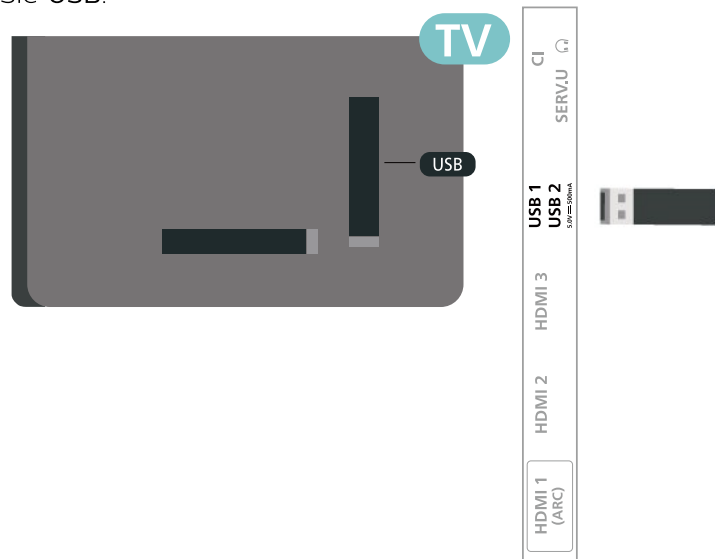 Sie USB.
TV
CI
SERV.U
USB
USB 1
USB 2
5.0V⎓500mA
HDMI 3
HDMI 2
HDMI 1
(ARC)